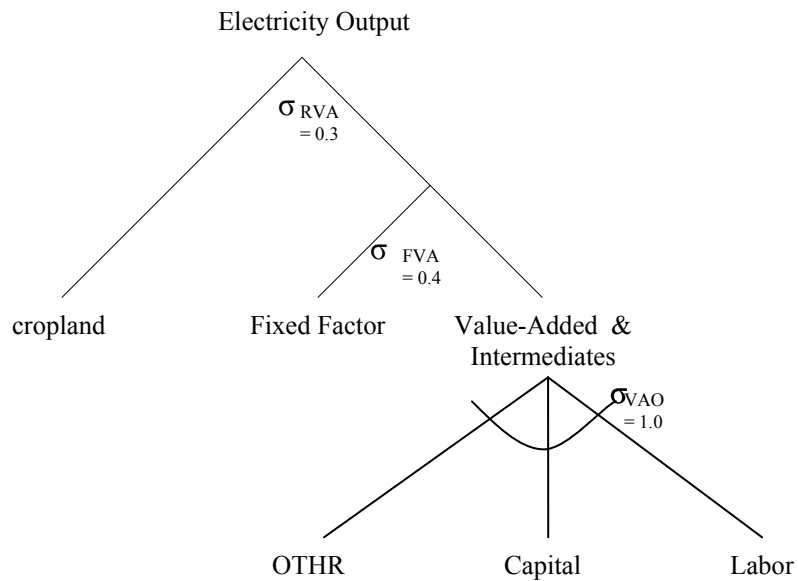 Electricity Output
σ RVA
= 0.3
σ FVA
= 0.4
cropland Fixed Factor Value-Added &
Intermediates
σVAO
= 1.0
OTHR Capital Labor